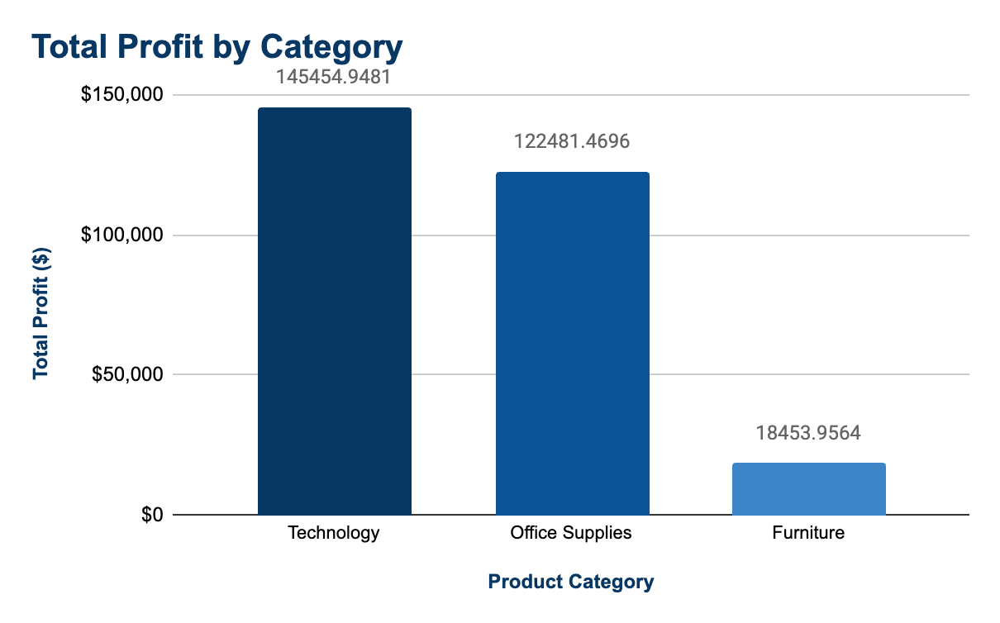 Total Profit by Category
145454.9481
$150,000
122481.4696
$100,000
Total Profit ($)
$50,000
18453.9564
$0
Technology
Office Supplies
Furniture
Product Category